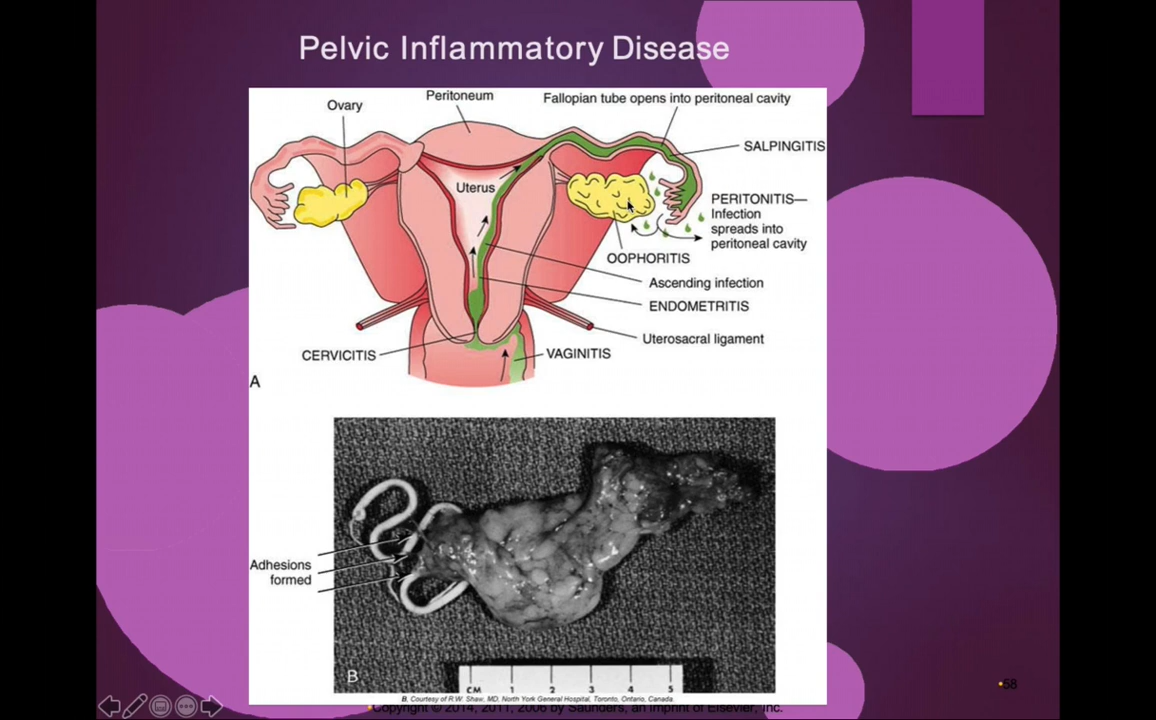 Pelvic Inflammatory Disease
Peritoneum
Fallopian tube opens into peritoneal cavity
Ovary
SALPINGITIS
Uterus
PERITONITIS—
Infection
spreads into
peritoneal cavity
OOPHORITIS
Ascending infection
ENDOMETRITIS
Uterosacral ligament
CERVICITIS
VAGINITIS
A
Adhesions
formed
B
CM 1 2 3 4 5
B, Courtesy of R.W. Shaw, MD, North York General Hospital, Toronto, Ontario, Canada.
58
Copyright © 2014, 2011, 2006 by Saunders, an imprint of Elsevier, Inc.